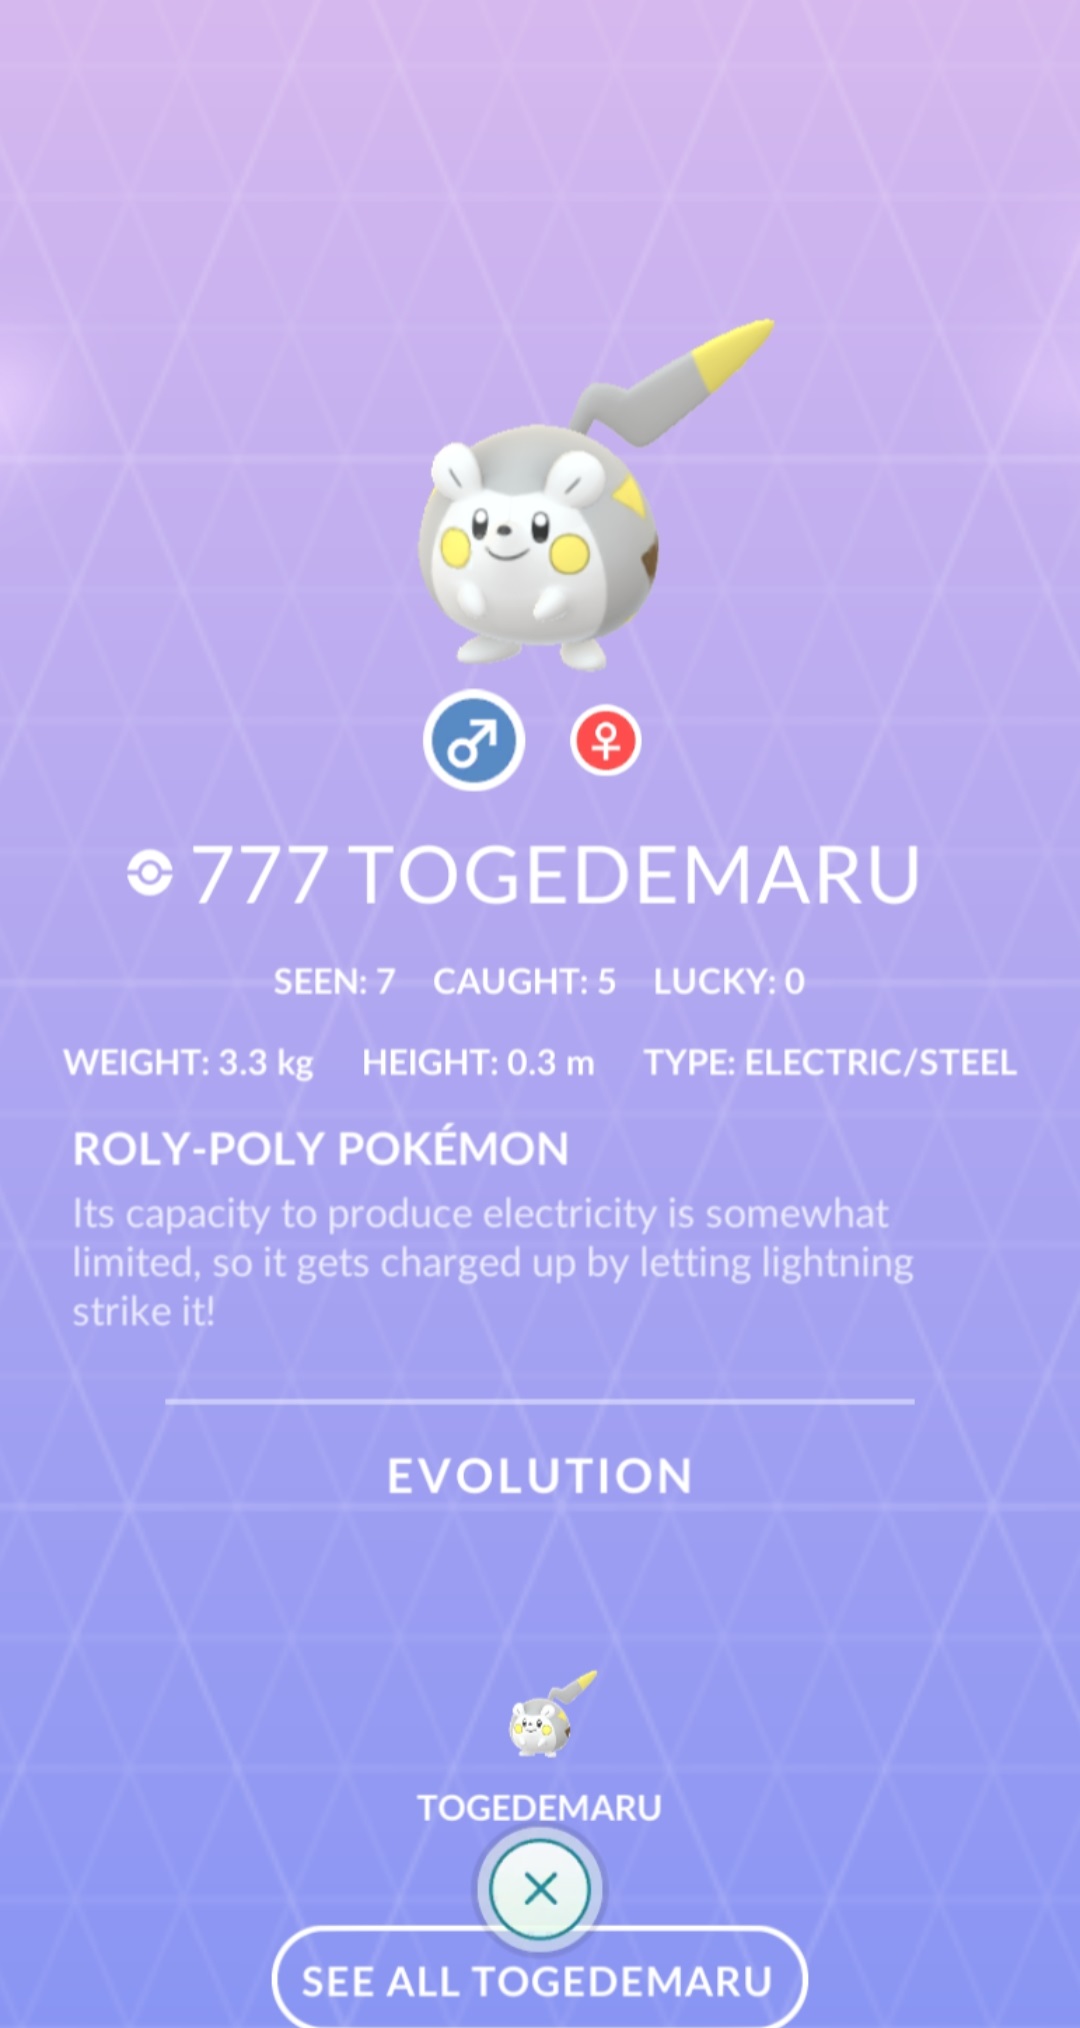 777 TOGEDEMARU
SEEN: 7 CAUGHT: 5 LUCKY: 0
WEIGHT: 3.3 kg HEIGHT: 0.3 m TYPE: ELECTRIC/STEEL
ROLY-POLY POKÉMON
Its capacity to produce electricity is somewhat
limited, so it gets charged up by letting lightning
strike it!
EVOLUTION
TOGEDEMARU
SEE ALL TOGEDEMARU